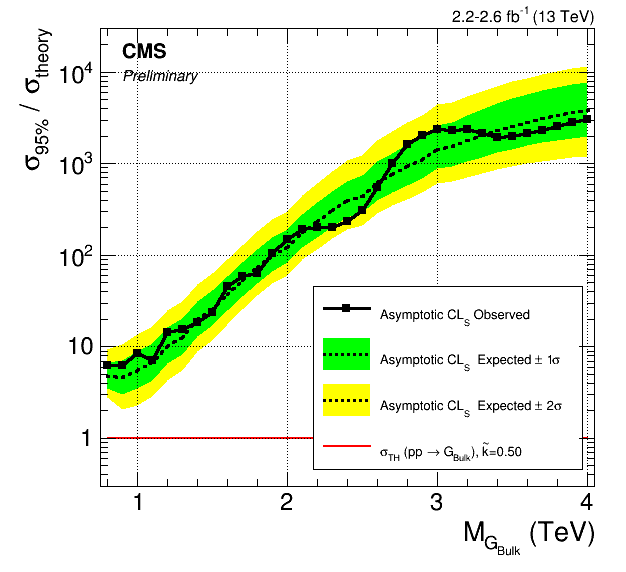 2.2-2.6 fb⁻¹ (13 TeV)
CMS
Preliminary
σ95% / σtheory
10⁴
10³
10²
10
1
Asymptotic CLS Observed
Asymptotic CLS Expected ± 1σ
Asymptotic CLS Expected ± 2σ
σTH (pp → GBulk), k̃=0.50
1 2 3 4
MGBulk (TeV)